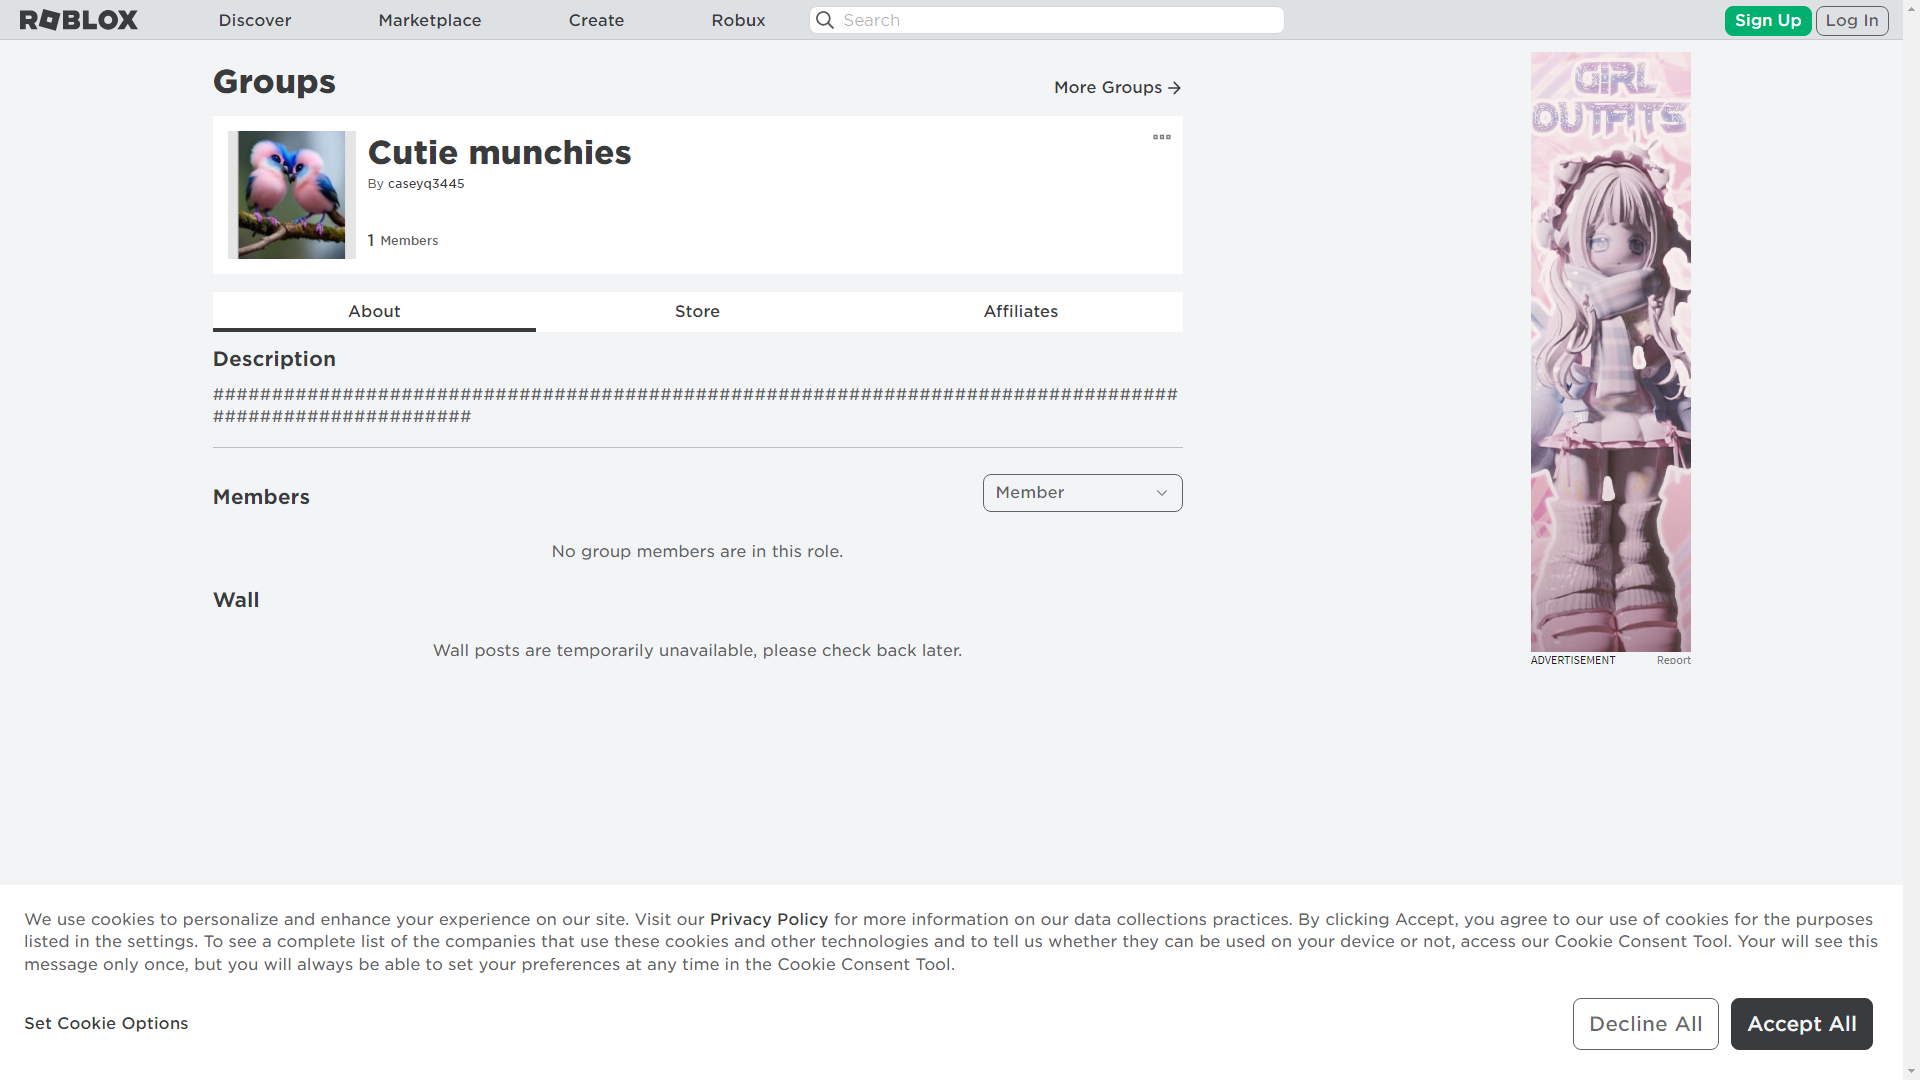 ROBLOX
Discover
Marketplace
Create
Robux
Search
Sign Up
Log In
Groups
More Groups
Cutie munchies
By caseyq3445
1 Members
About
Store
Affiliates
Description
##################################################################################
######################
Members
Member
No group members are in this role.
Wall
Wall posts are temporarily unavailable, please check back later.
GIRL
OUTFITS
ADVERTISEMENT
Report
We use cookies to personalize and enhance your experience on our site. Visit our Privacy Policy for more information on our data collections practices. By clicking Accept, you agree to our use of cookies for the purposes
listed in the settings. To see a complete list of the companies that use these cookies and other technologies and to tell us whether they can be used on your device or not, access our Cookie Consent Tool. Your will see this
message only once, but you will always be able to set your preferences at any time in the Cookie Consent Tool.
Set Cookie Options
Decline All
Accept All